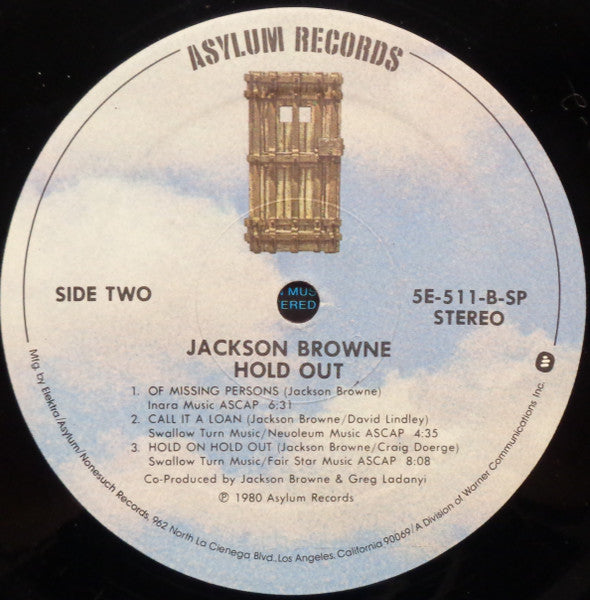 ASYLUM RECORDS
SIDE TWO
5E-511-B-SP
STEREO
MUS
ERED
JACKSON BROWNE
HOLD OUT
1. OF MISSING PERSONS (Jackson Browne)
Inara Music ASCAP 6:31
2. CALL IT A LOAN (Jackson Browne/David Lindley)
Swallow Turn Music/Neuoleum Music ASCAP 4:35
3. HOLD ON HOLD OUT (Jackson Browne/Craig Doerge)
Swallow Turn Music/Fair Star Music ASCAP 8:08
Co-Produced by Jackson Browne & Greg Ladanyi
℗ 1980 Asylum Records
Mfg. by Elektra/Asylum/Nonesuch Records, 962 North La Cienega Blvd., Los Angeles, California 90069/A Division of Warner Communications Inc.